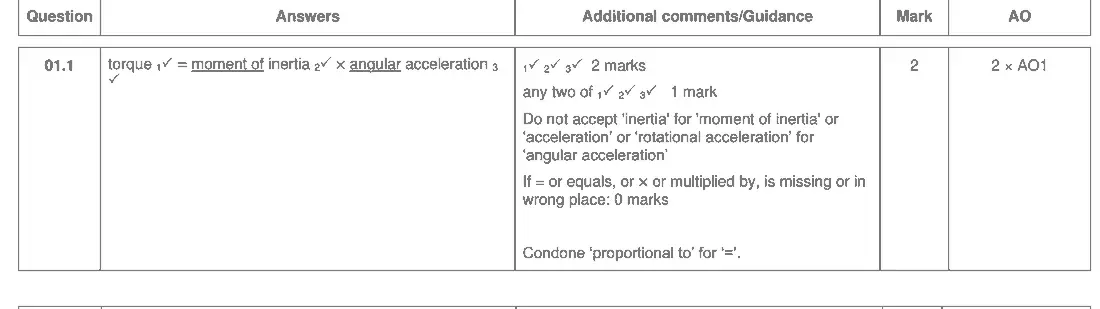 Question Answers Additional comments/Guidance Mark AO
01.1 torque ₁✓ = moment of inertia ₂✓ × angular acceleration ₃ ₁✓ ₂✓ ₃✓ 2 marks 2 2 × AO1
✓
any two of ₁✓ ₂✓ ₃✓ 1 mark
Do not accept 'inertia' for 'moment of inertia' or
'acceleration' or 'rotational acceleration' for
'angular acceleration'
If = or equals, or × or multiplied by, is missing or in
wrong place: 0 marks
Condone 'proportional to' for '='.